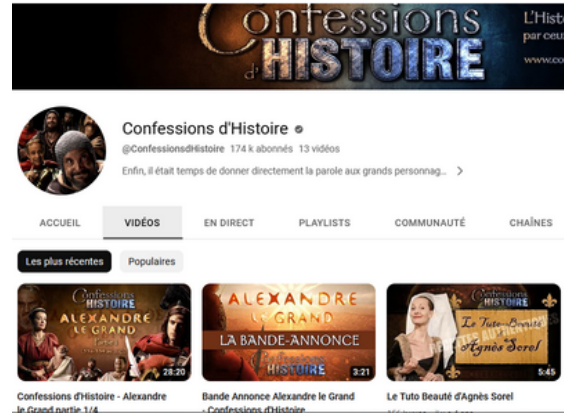 Confessions
d'HISTOIRE
L'Hist
par ceu
www.co
Confessions d'Histoire
@ConfessionsdHistoire 174 k abonnés 13 vidéos
Enfin, il était temps de donner directement la parole aux grands personnag... >
ACCUEIL VIDÉOS EN DIRECT PLAYLISTS COMMUNAUTÉ CHAÎNES
Les plus récentes Populaires
Confessions
HISTOIRE
ALEXANDRE
LE GRAND
28:20
ALEXANDRE
LE GRAND
LA BANDE-ANNONCE
Confessions
HISTOIRE
3:21
Confessions
HISTOIRE
Le Tuto Beauté
d'Agnès Sorel
5:45
Confessions d'Histoire - Alexandre
le Grand partie 1/4
Bande Annonce Alexandre le Grand
- Confessions d'Histoire
Le Tuto Beauté d'Agnès Sorel